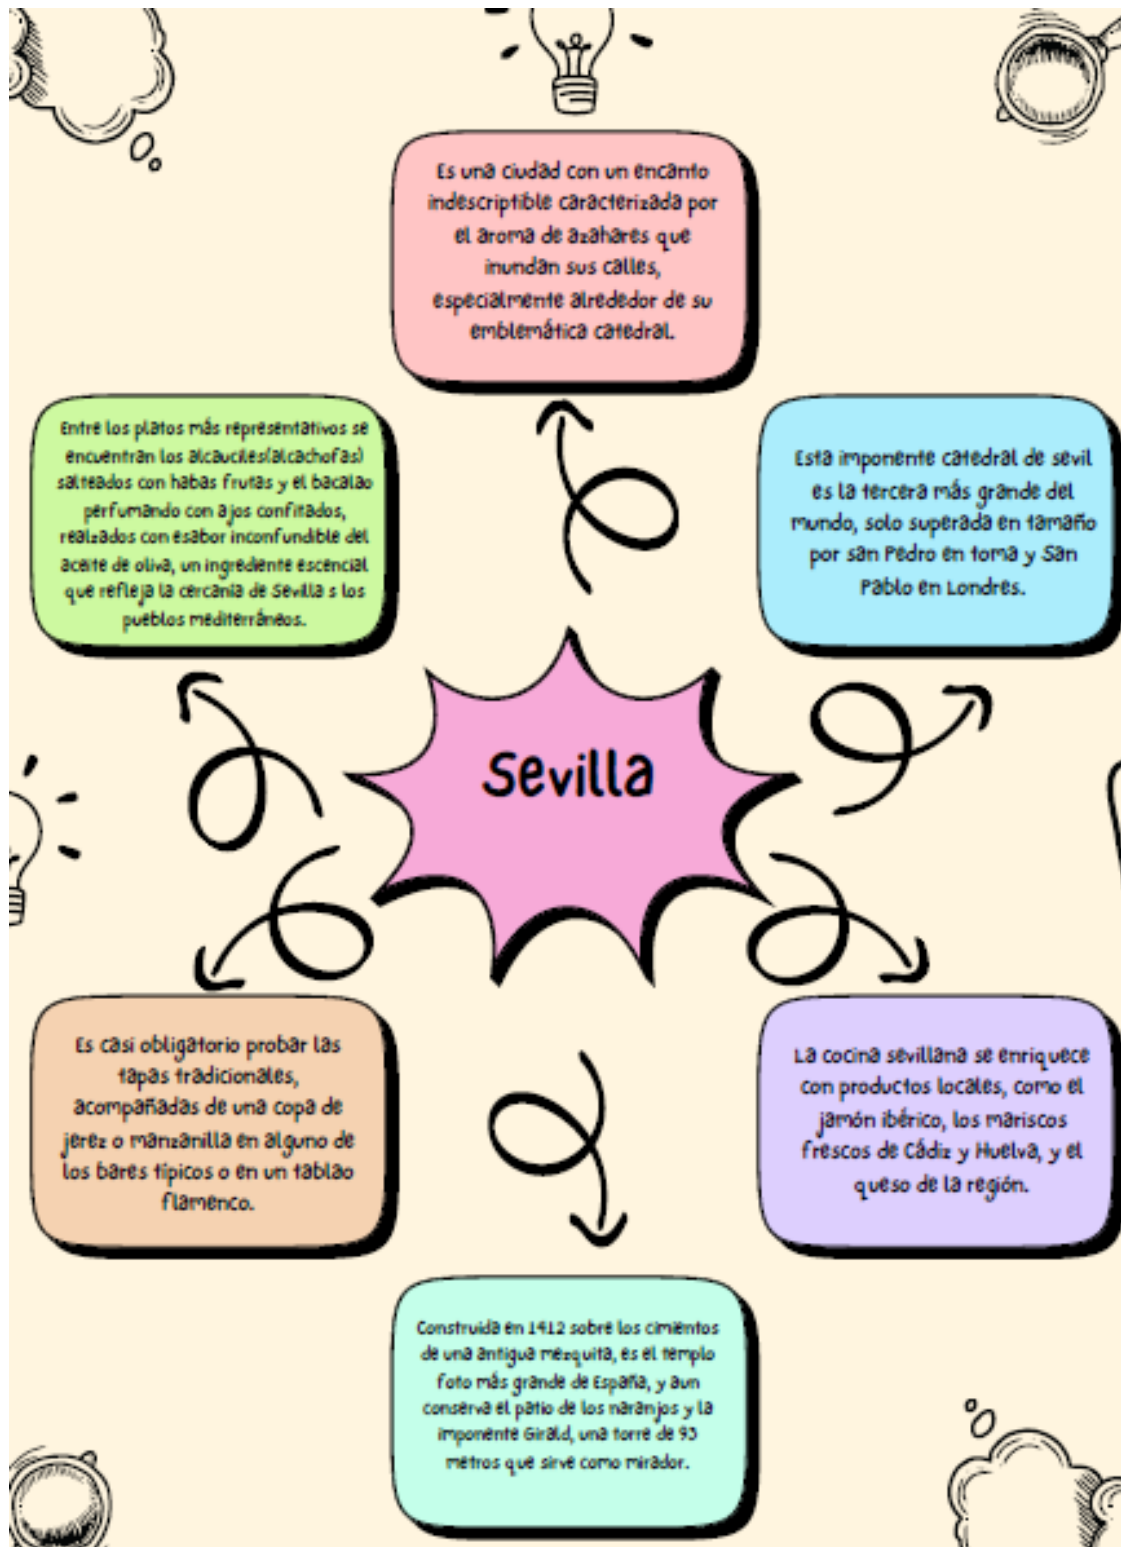 Es una ciudad con un encanto
indescriptible caracterizada por
el aroma de azahares que
inundan sus calles,
especialmente alrededor de su
emblemática catedral.
Entre los platos más representativos se
encuentran los alcauciles(alcachofas)
salteados con habas frutas y el bacalao
perfumando con ajos confitados,
realzados con esabor inconfundible del
aceite de oliva, un ingrediente escencial
que refleja la cercanía de Sevilla s los
pueblos mediterráneos.
Esta imponente catedral de sevil
es la tercera más grande del
mundo, solo superada en tamaño
por san Pedro en toma y San
Pablo en Londres.
Sevilla
Es casi obligatorio probar las
tapas tradicionales,
acompañadas de una copa de
jerez o manzanilla en alguno de
los bares típicos o en un tablao
flamenco.
La cocina sevillana se enriquece
con productos locales, como el
jamón ibérico, los mariscos
frescos de Cádiz y Huelva, y el
queso de la región.
Construida en 1412 sobre los cimientos
de una antigua mezquita, es el templo
foto más grande de España, y aun
conserva el patio de los naranjos y la
imponente Girald, una torre de 93
metros que sirve como mirador.